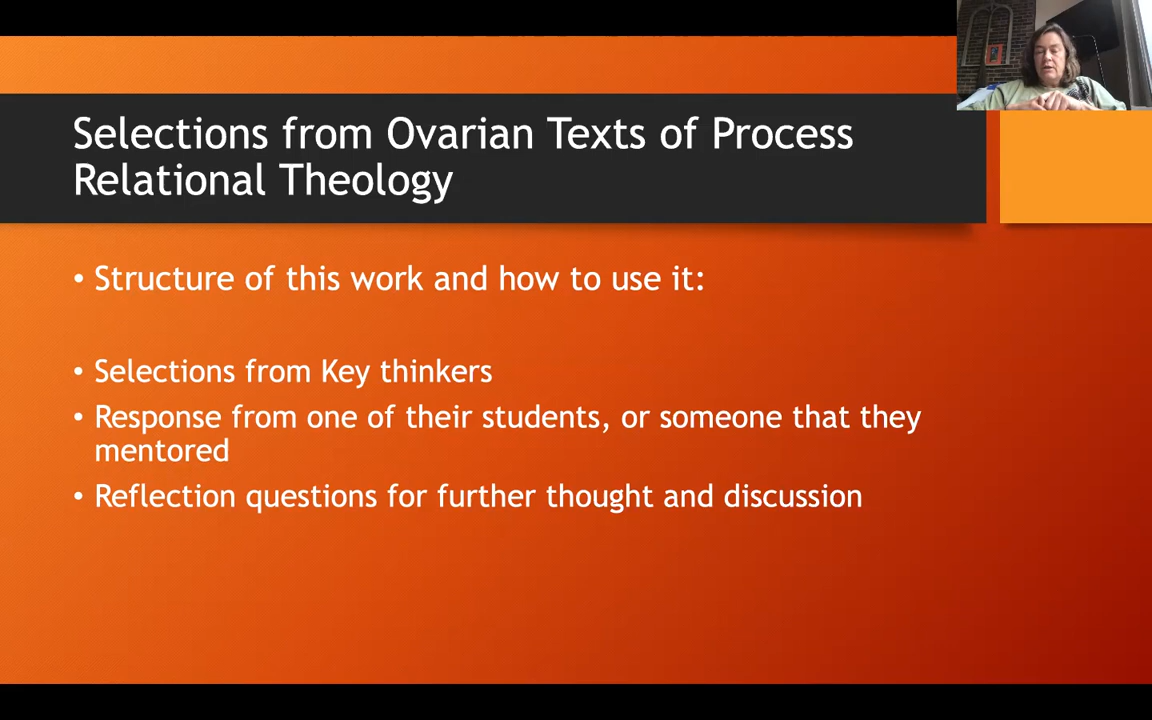 Selections from Ovarian Texts of Process
Relational Theology
• Structure of this work and how to use it:
• Selections from Key thinkers
• Response from one of their students, or someone that they
mentored
• Reflection questions for further thought and discussion